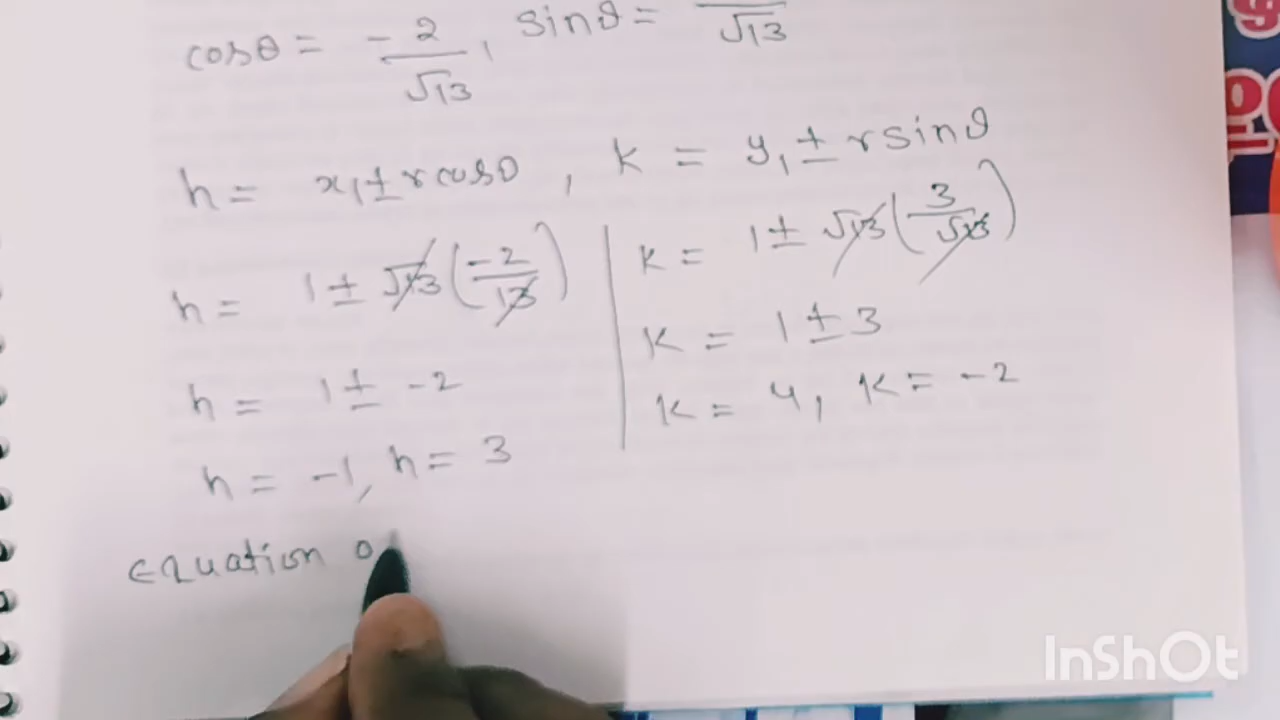 cosθ = -2/√13, sinθ = /√13
h = x₁ ± r cosθ, k = y₁ ± r sinθ
h = 1 ± √13 (-2/13)
k = 1 ± √13 (3/√13)
h = 1 ± -2
k = 1 ± 3
h = -1, h = 3
k = 4, k = -2
equation o
InShOt